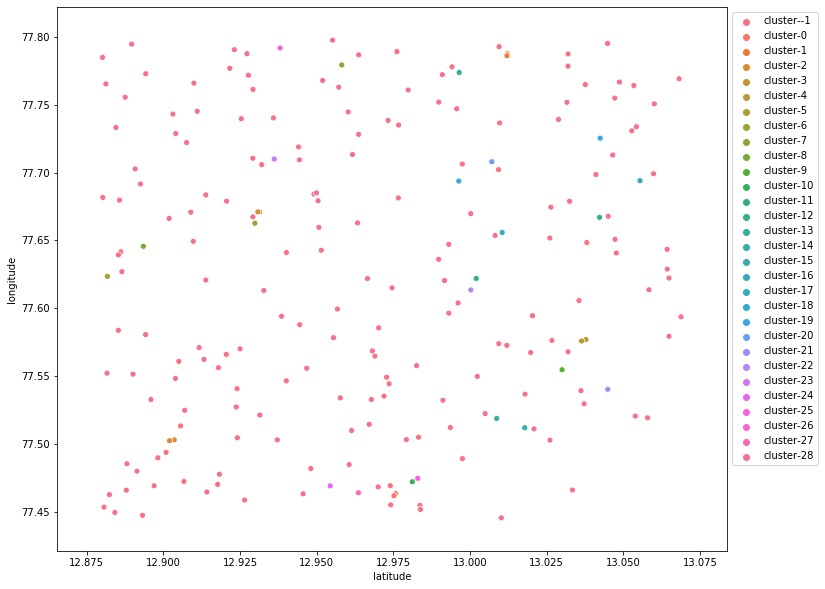 77.80
77.75
77.70
77.65
77.60
77.55
77.50
77.45
longitude
12.875
12.900
12.925
12.950
12.975
13.000
13.025
13.050
13.075
latitude
cluster--1
cluster-0
cluster-1
cluster-2
cluster-3
cluster-4
cluster-5
cluster-6
cluster-7
cluster-8
cluster-9
cluster-10
cluster-11
cluster-12
cluster-13
cluster-14
cluster-15
cluster-16
cluster-17
cluster-18
cluster-19
cluster-20
cluster-21
cluster-22
cluster-23
cluster-24
cluster-25
cluster-26
cluster-27
cluster-28